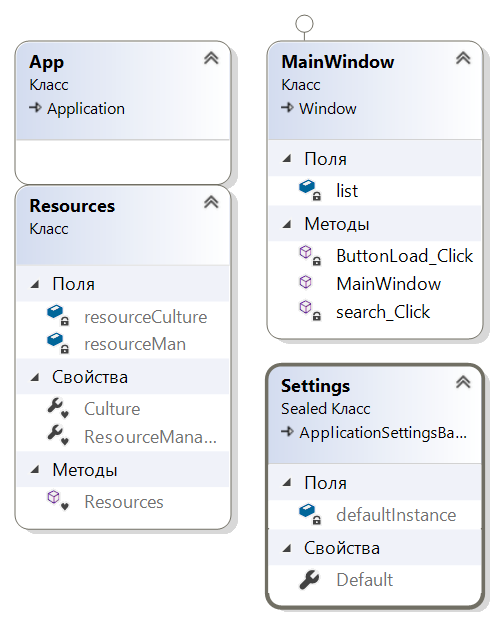 App
Класс
Application
Resources
Класс
Поля
resourceCulture
resourceMan
Свойства
Culture
ResourceMana...
Методы
Resources
MainWindow
Класс
Window
Поля
list
Методы
ButtonLoad_Click
MainWindow
search_Click
Settings
Sealed Класс
ApplicationSettingsBa...
Поля
defaultInstance
Свойства
Default